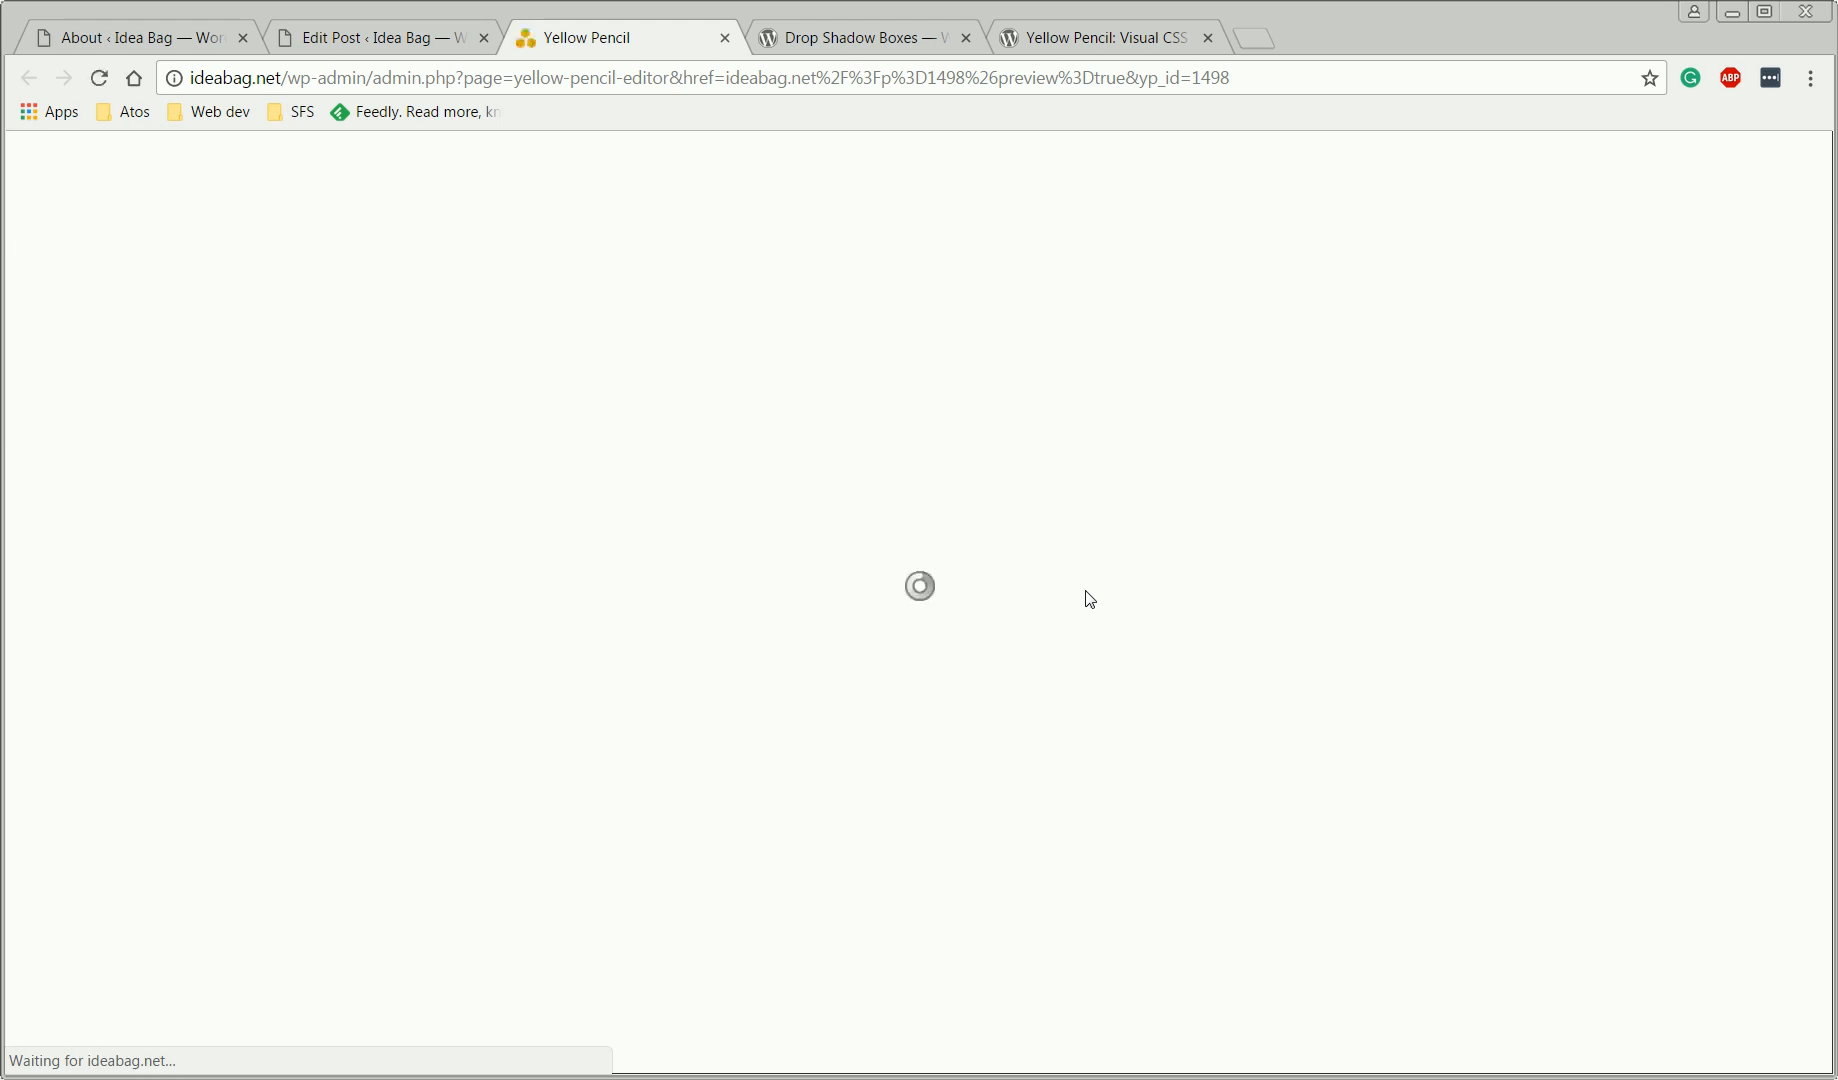 About ‹ Idea Bag — Wor
Edit Post ‹ Idea Bag — W
Yellow Pencil
Drop Shadow Boxes — W
Yellow Pencil: Visual CSS
ideabag.net/wp-admin/admin.php?page=yellow-pencil-editor&href=ideabag.net%2F%3Fp%3D1498%26preview%3Dtrue&yp_id=1498
ABP
Apps
Atos
Web dev
SFS
Feedly. Read more, kn
Waiting for ideabag.net...